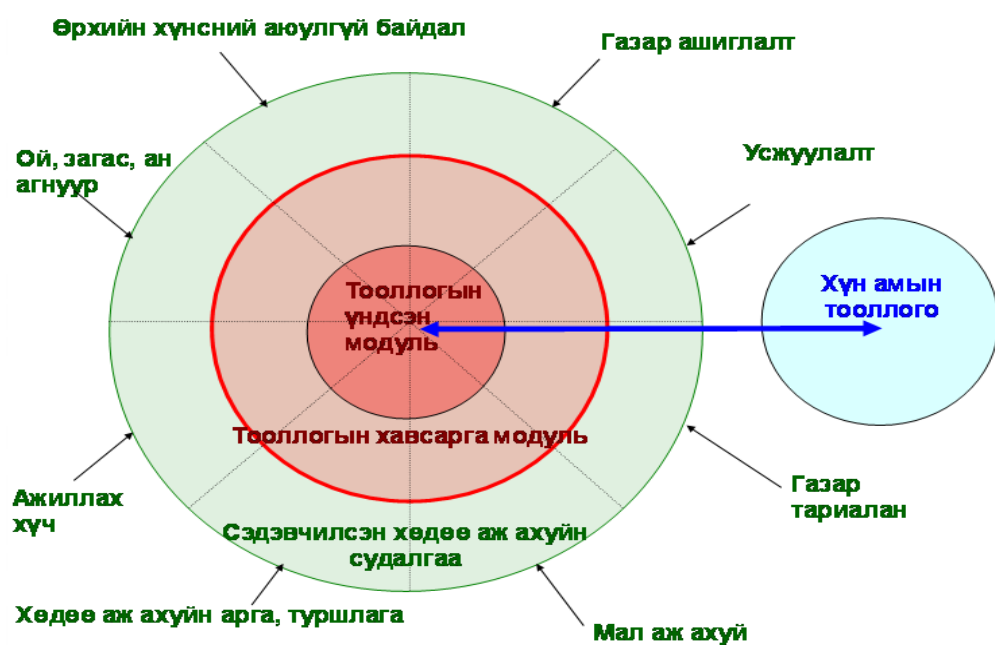 Өрхийн хүнсний аюулгүй байдал
Газар ашиглалт
Ой, загас, ан
агнуур
Усжуулалт
Хүн амын
тооллого
Тооллогын
үндсэн
модуль
Тооллогын хавсарга модуль
Ажиллах
хүч
Газар
тариалан
Сэдэвчилсэн хөдөө аж ахуйн
судалгаа
Хөдөө аж ахуйн арга, туршлага
Мал аж ахуй